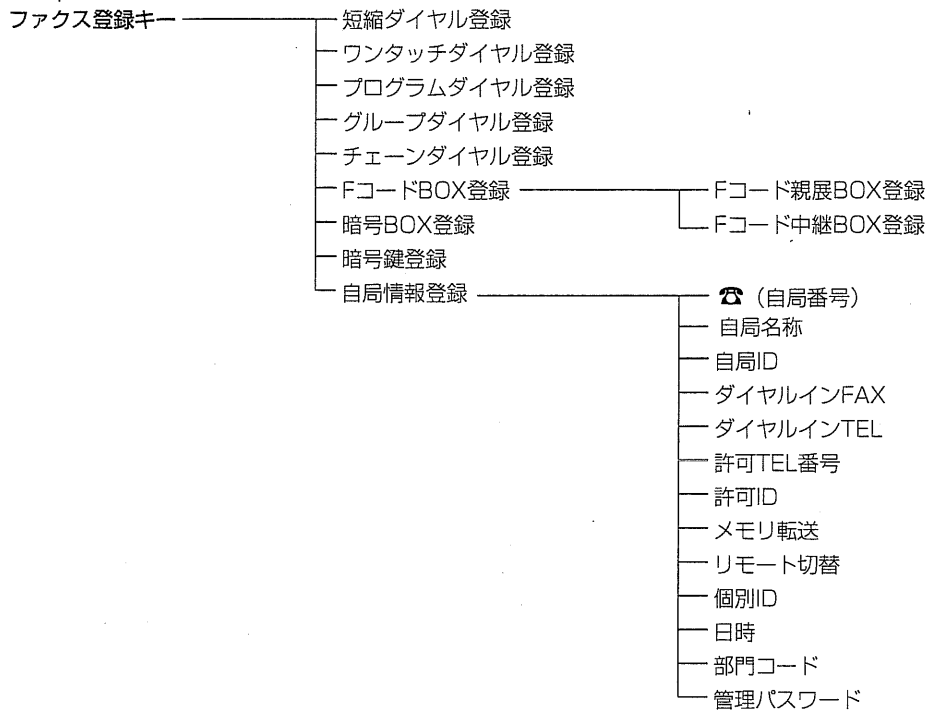 ファクス登録キー
短縮ダイヤル登録
ワンタッチダイヤル登録
プログラムダイヤル登録
グループダイヤル登録
チェーンダイヤル登録
FコードBOX登録
Fコード親展BOX登録
Fコード中継BOX登録
暗号BOX登録
暗号鍵登録
自局情報登録
☎（自局番号）
自局名称
自局ID
ダイヤルインFAX
ダイヤルインTEL
許可TEL番号
許可ID
メモリ転送
リモート切替
個別ID
日時
部門コード
管理パスワード